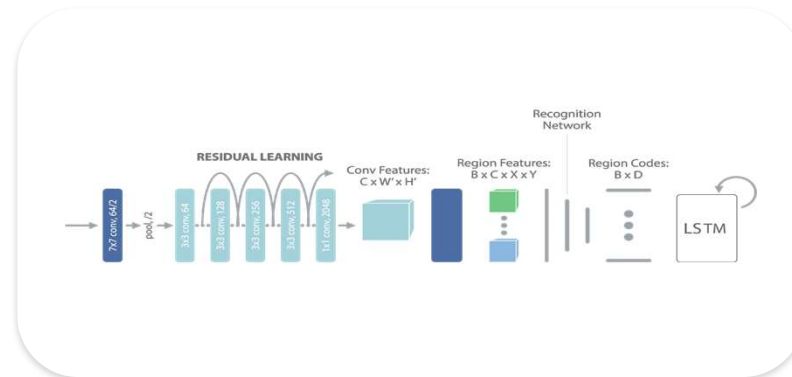 RESIDUAL LEARNING
7x7 conv, 64/2
pool, /2
3x3 conv, 64
3x3 conv, 128
3x3 conv, 256
3x3 conv, 512
1x1 conv, 2048
Conv Features:
C x W' x H'
Region Features:
B x C x X x Y
Recognition
Network
Region Codes:
B x D
LSTM